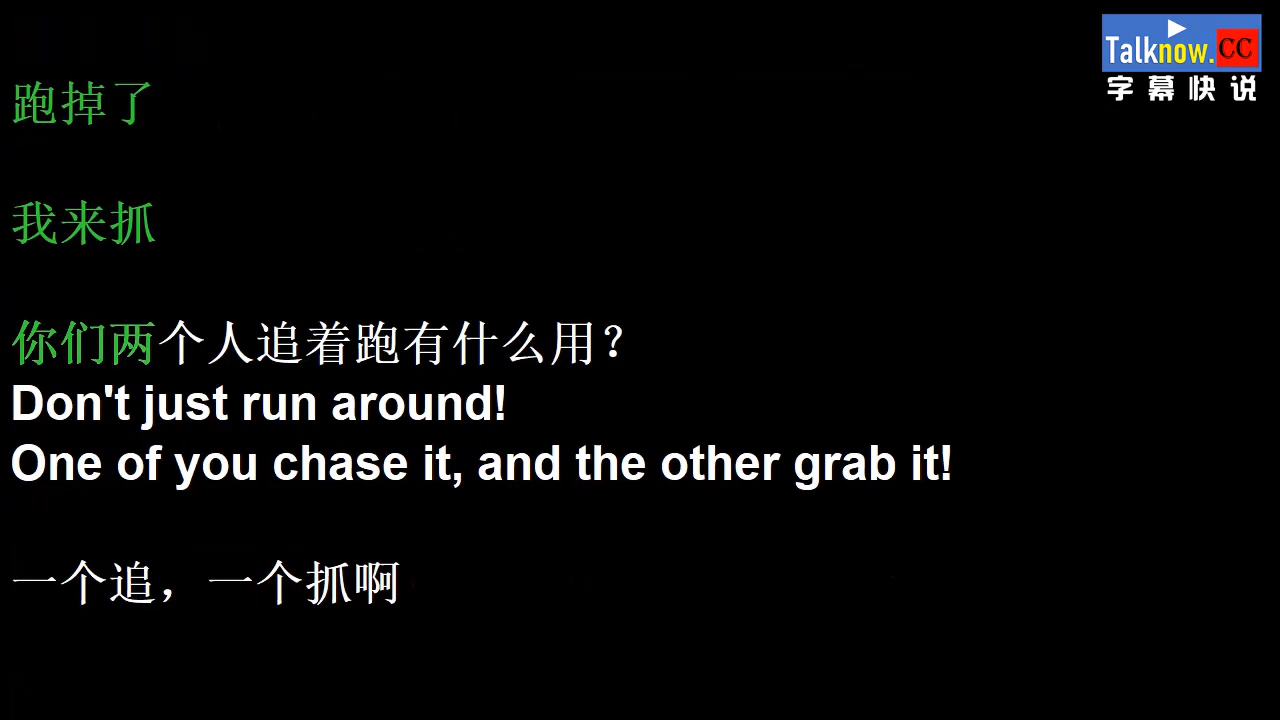 Talknow.CC
字幕快说
跑掉了
我来抓
你们两个人追着跑有什么用？
Don't just run around!
One of you chase it, and the other grab it!
一个追，一个抓啊